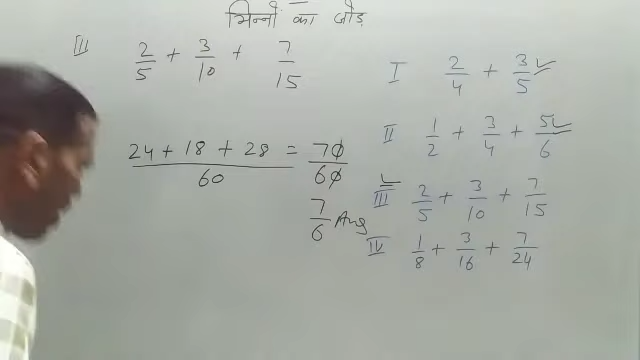 भिन्नों का जोड़
III 2/5 + 3/10 + 7/15
24 + 18 + 28 / 60 = 70/60
7/6 Ans
I 2/4 + 3/5 ✓
II 1/2 + 3/4 + 5/6 ✓
III 2/5 + 3/10 + 7/15
IV 1/8 + 3/16 + 7/24